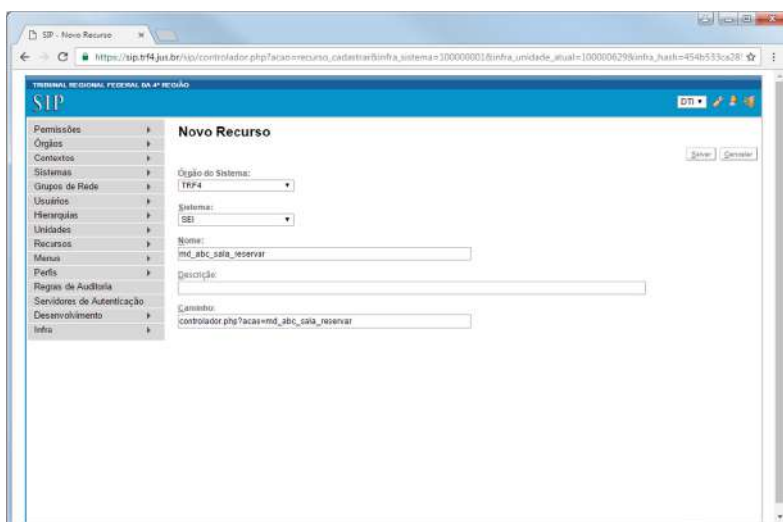 SIP - Novo Recurso
https://sip.trf4.jus.br/sip/controlador.php?acao=recurso_cadastrar&infra_sistema=100000001&infra_unidade_atual=100000629&infra_hash=454b533ca28
TRIBUNAL REGIONAL FEDERAL DA 4ª REGIÃO
SIP
DTI
Permissões
Órgãos
Contextos
Sistemas
Grupos de Rede
Usuários
Hierarquias
Unidades
Recursos
Menus
Perfis
Regras de Auditoria
Servidores de Autenticação
Desenvolvimento
Infra
Novo Recurso
Salvar
Cancelar
Órgão do Sistema:
TRF4
Sistema:
SEI
Nome:
md_abc_sala_reservar
Descrição:
Caminho:
controlador.php?acao=md_abc_sala_reservar